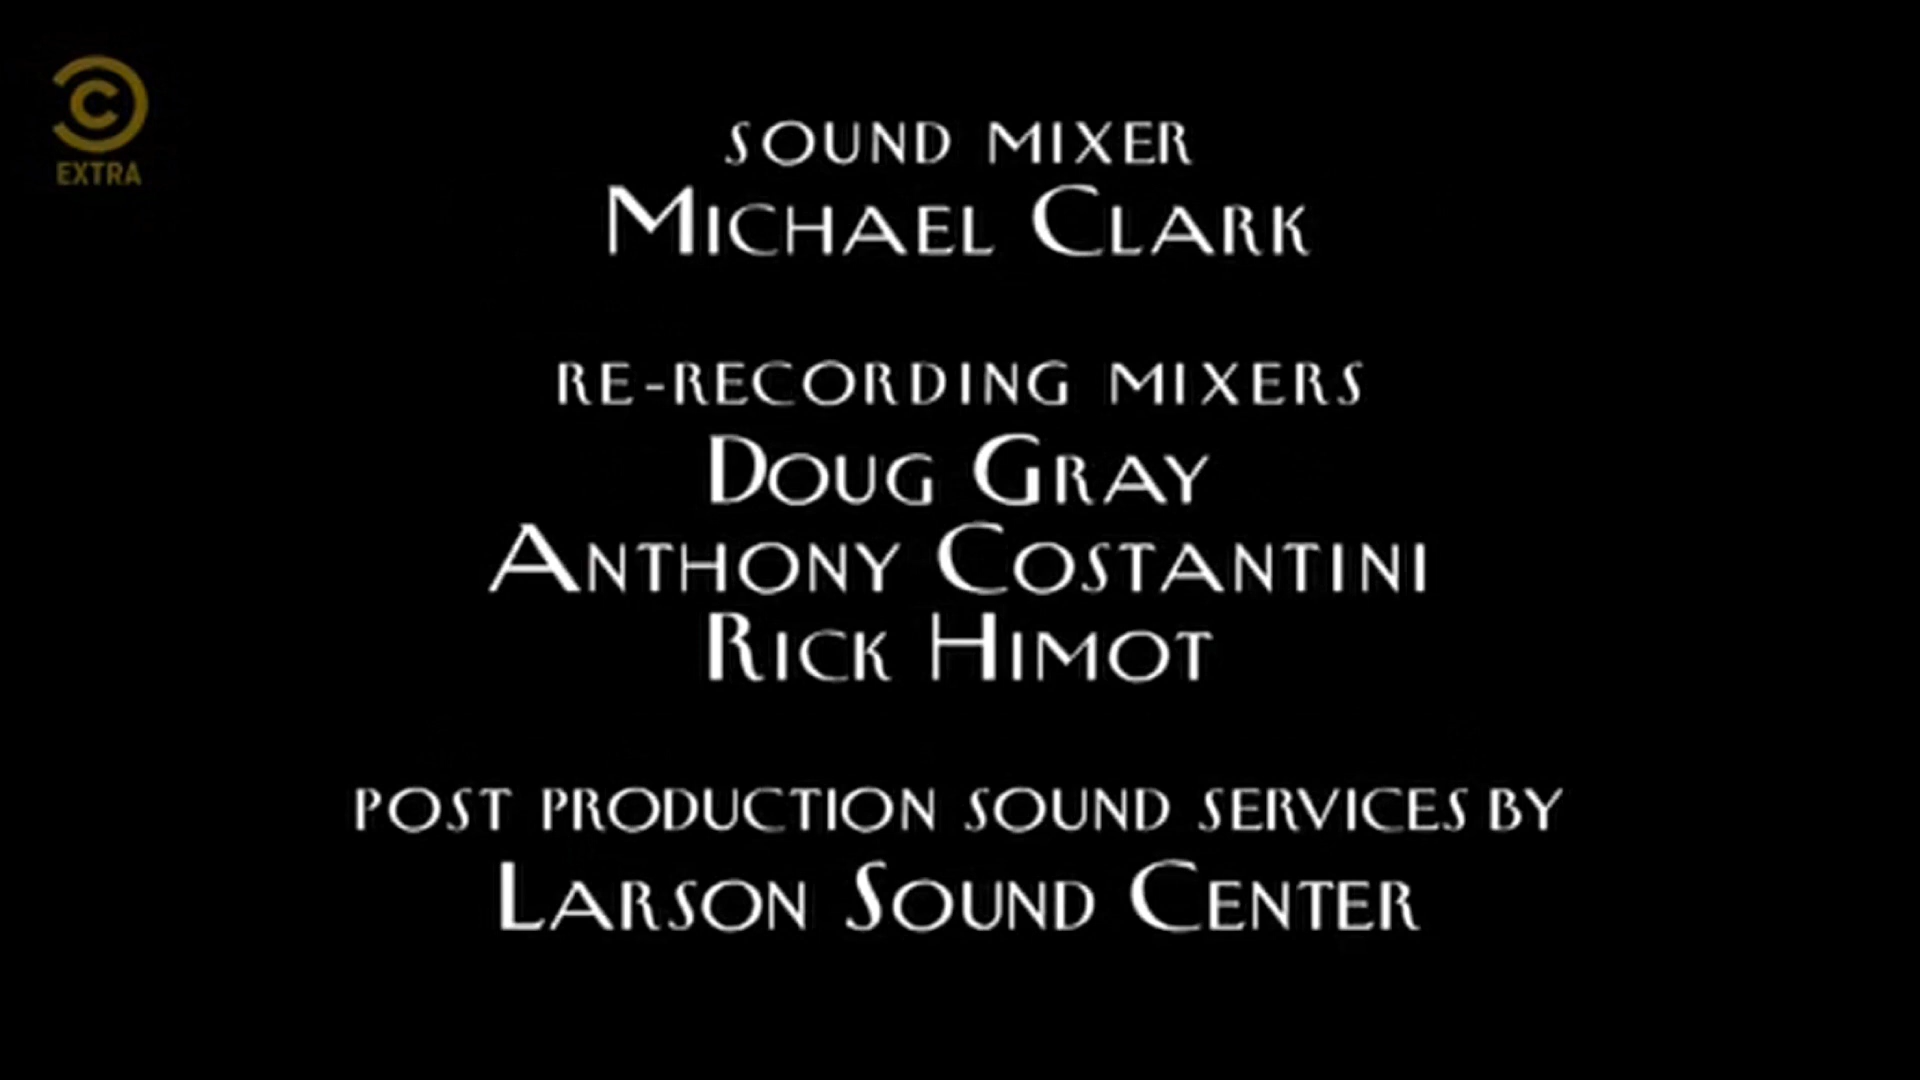 EXTRA
SOUND MIXER
MICHAEL CLARK
RE-RECORDING MIXERS
DOUG GRAY
ANTHONY COSTANTINI
RICK HIMOT
POST PRODUCTION SOUND SERVICES BY
LARSON SOUND CENTER